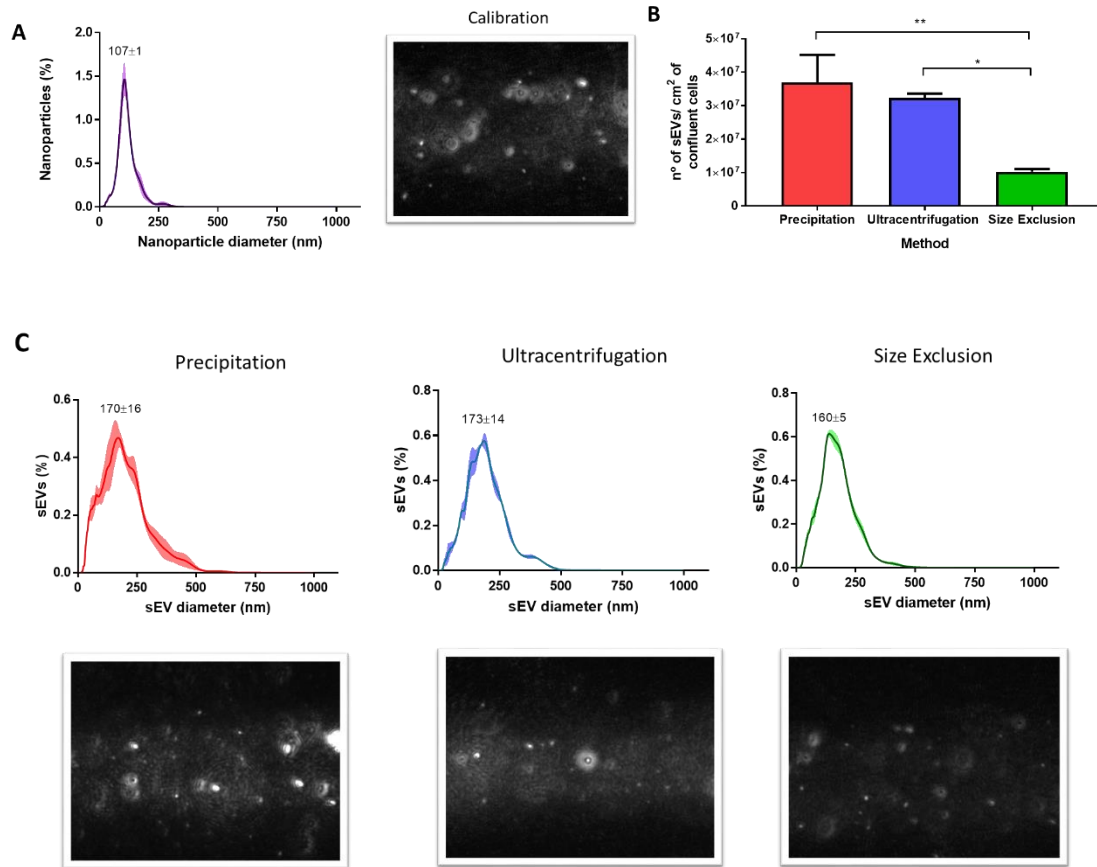 A
Nanoparticles (%)
2.0
1.5
1.0
0.5
0.0
107±1
0 250 500 750 1000
Nanoparticle diameter (nm)
Calibration
B
nº of sEVs/ cm² of
confluent cells
5×10⁷
4×10⁷
3×10⁷
2×10⁷
1×10⁷
0
**
*
Precipitation Ultracentrifugation Size Exclusion
Method
C
Precipitation
sEVs (%)
0.6
0.4
0.2
0.0
170±16
0 250 500 750 1000
sEV diameter (nm)
Ultracentrifugation
sEVs (%)
0.8
0.6
0.4
0.2
0.0
173±14
0 250 500 750 1000
sEV diameter (nm)
Size Exclusion
sEVs (%)
0.8
0.6
0.4
0.2
0.0
160±5
0 250 500 750 1000
sEV diameter (nm)